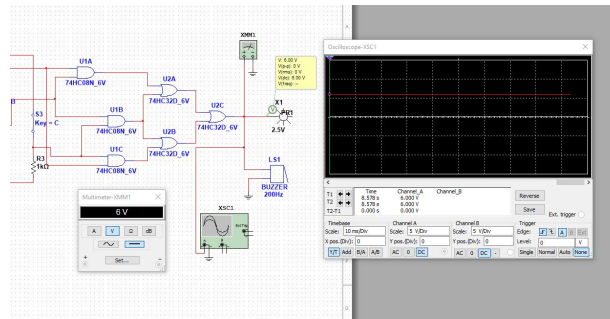 XMM1
V: 6.00 V
V(p-p): 0 V
V(rms): 0 V
V(dc): 6.00 V
V(freq): --
U1A
74HC08N_6V
U2A
74HC32D_6V
U1B
74HC08N_6V
U2C
74HC32D_6V
U2B
74HC32D_6V
U1C
74HC08N_6V
B
S3
Key = C
R3
1kΩ
X1
V
PR1
2.5V
LS1
BUZZER
200Hz
XSC1
Ext Trig
A
B
Multimeter-XMM1
6 V
A V Ω dB
Set...
+ -
Oscilloscope-XSC1
Time Channel_A Channel_B
T1 8.578 s 6.000 V
T2 8.578 s 6.000 V
T2-T1 0.000 s 0.000 V
Reverse
Save
Ext. trigger
Timebase
Scale: 10 ms/Div
X pos.(Div): 0
Y/T Add B/A A/B
Channel A
Scale: 5 V/Div
Y pos.(Div): 0
AC 0 DC
Channel B
Scale: 5 V/Div
Y pos.(Div): 0
AC 0 DC -
Trigger
Edge: A B Ext
Level: 0 V
Single Normal Auto None
A
D